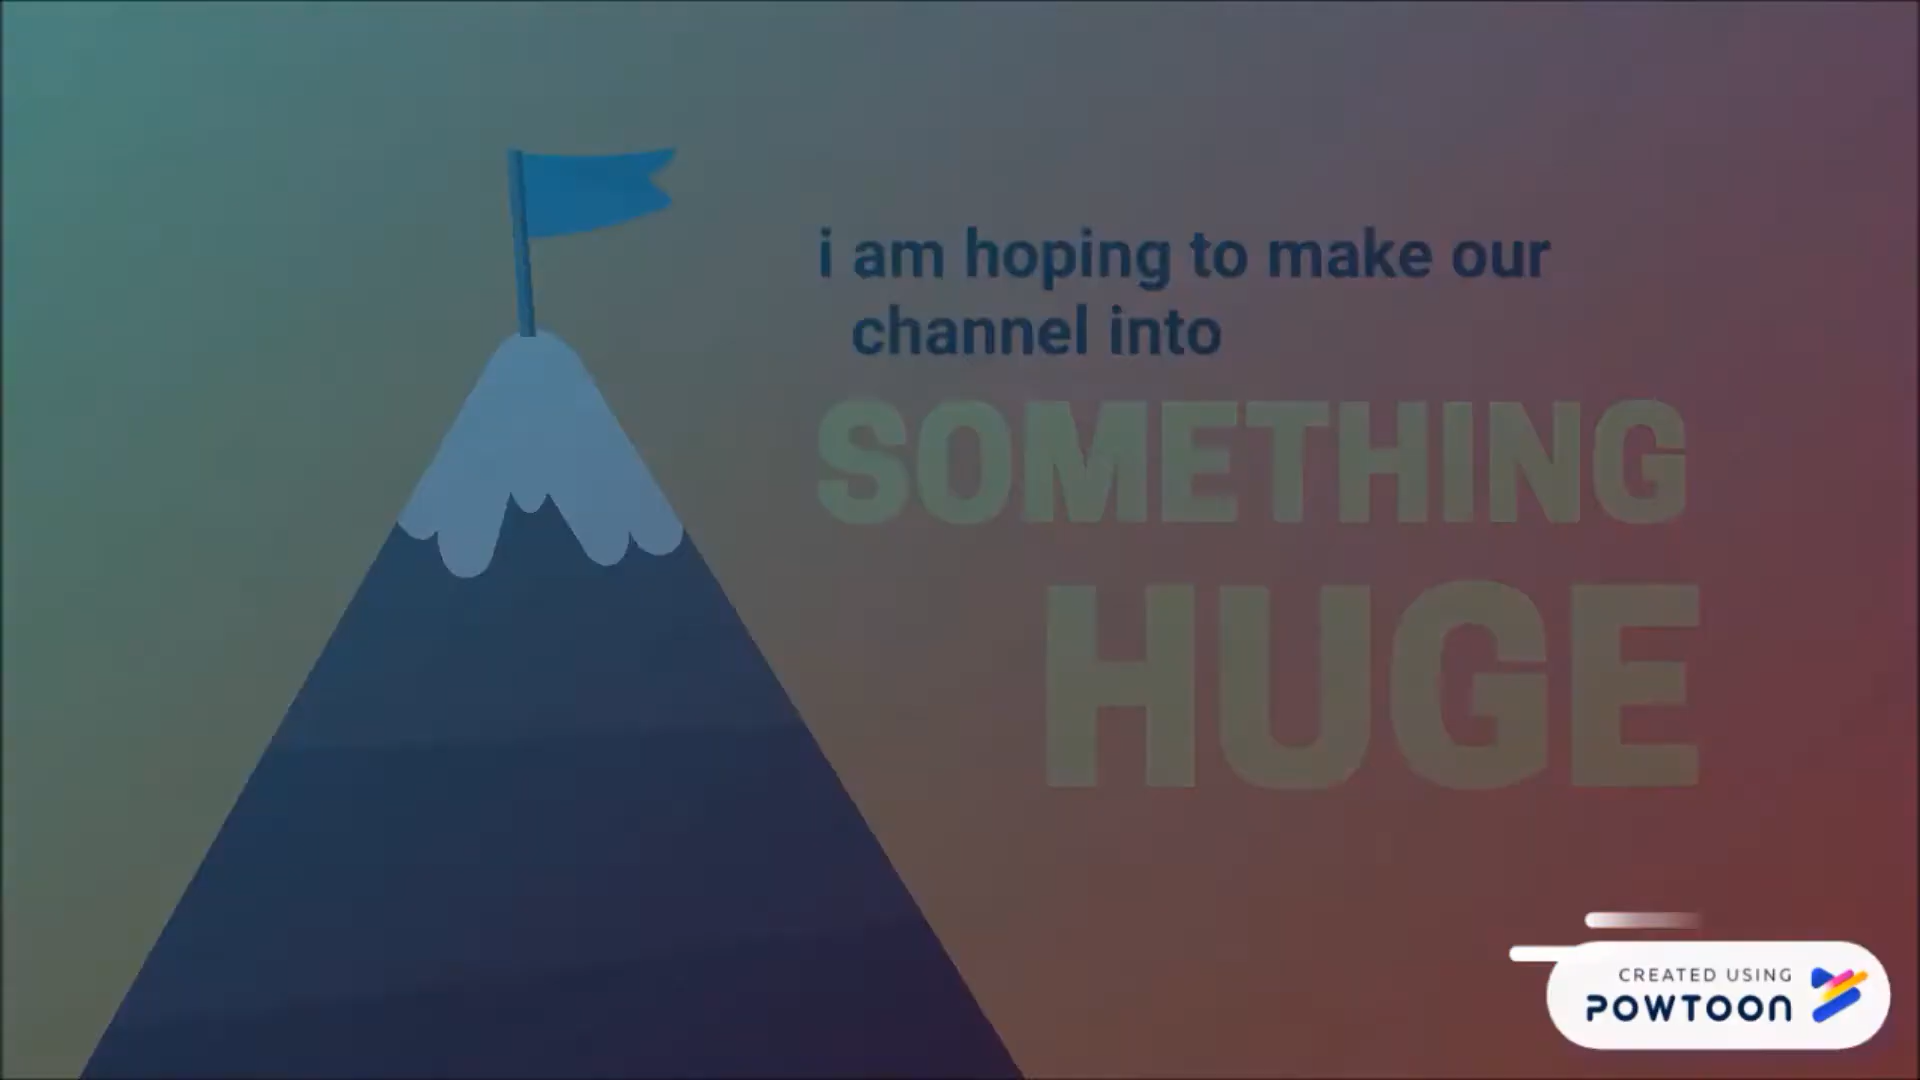 i am hoping to make our
channel into
SOMETHING
HUGE
CREATED USING
POWTOON